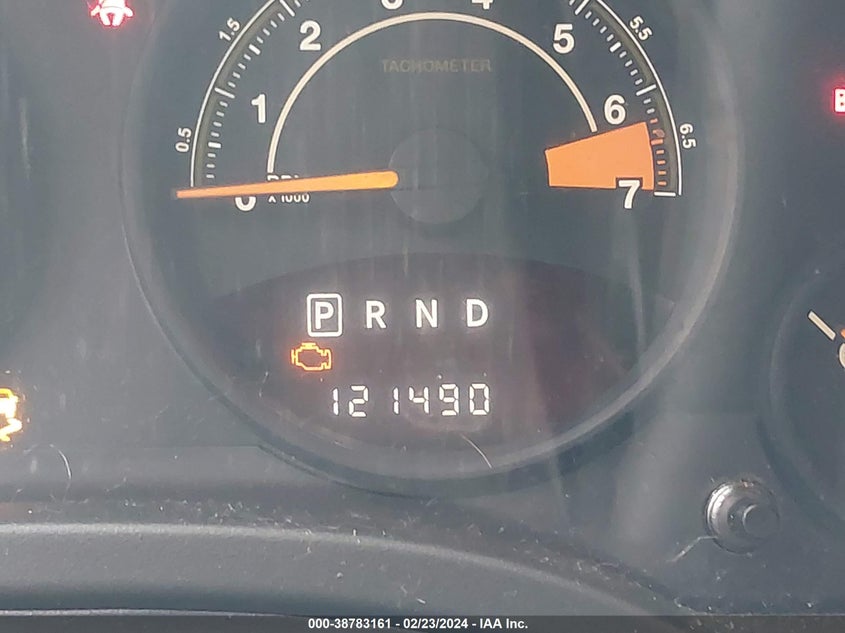 3 4
1.5 2 5 5.5
TACHOMETER
1 6
0.5 6.5
0 x 1000 7
P R N D
121490
000-38783161 - 02/23/2024 - IAA Inc.